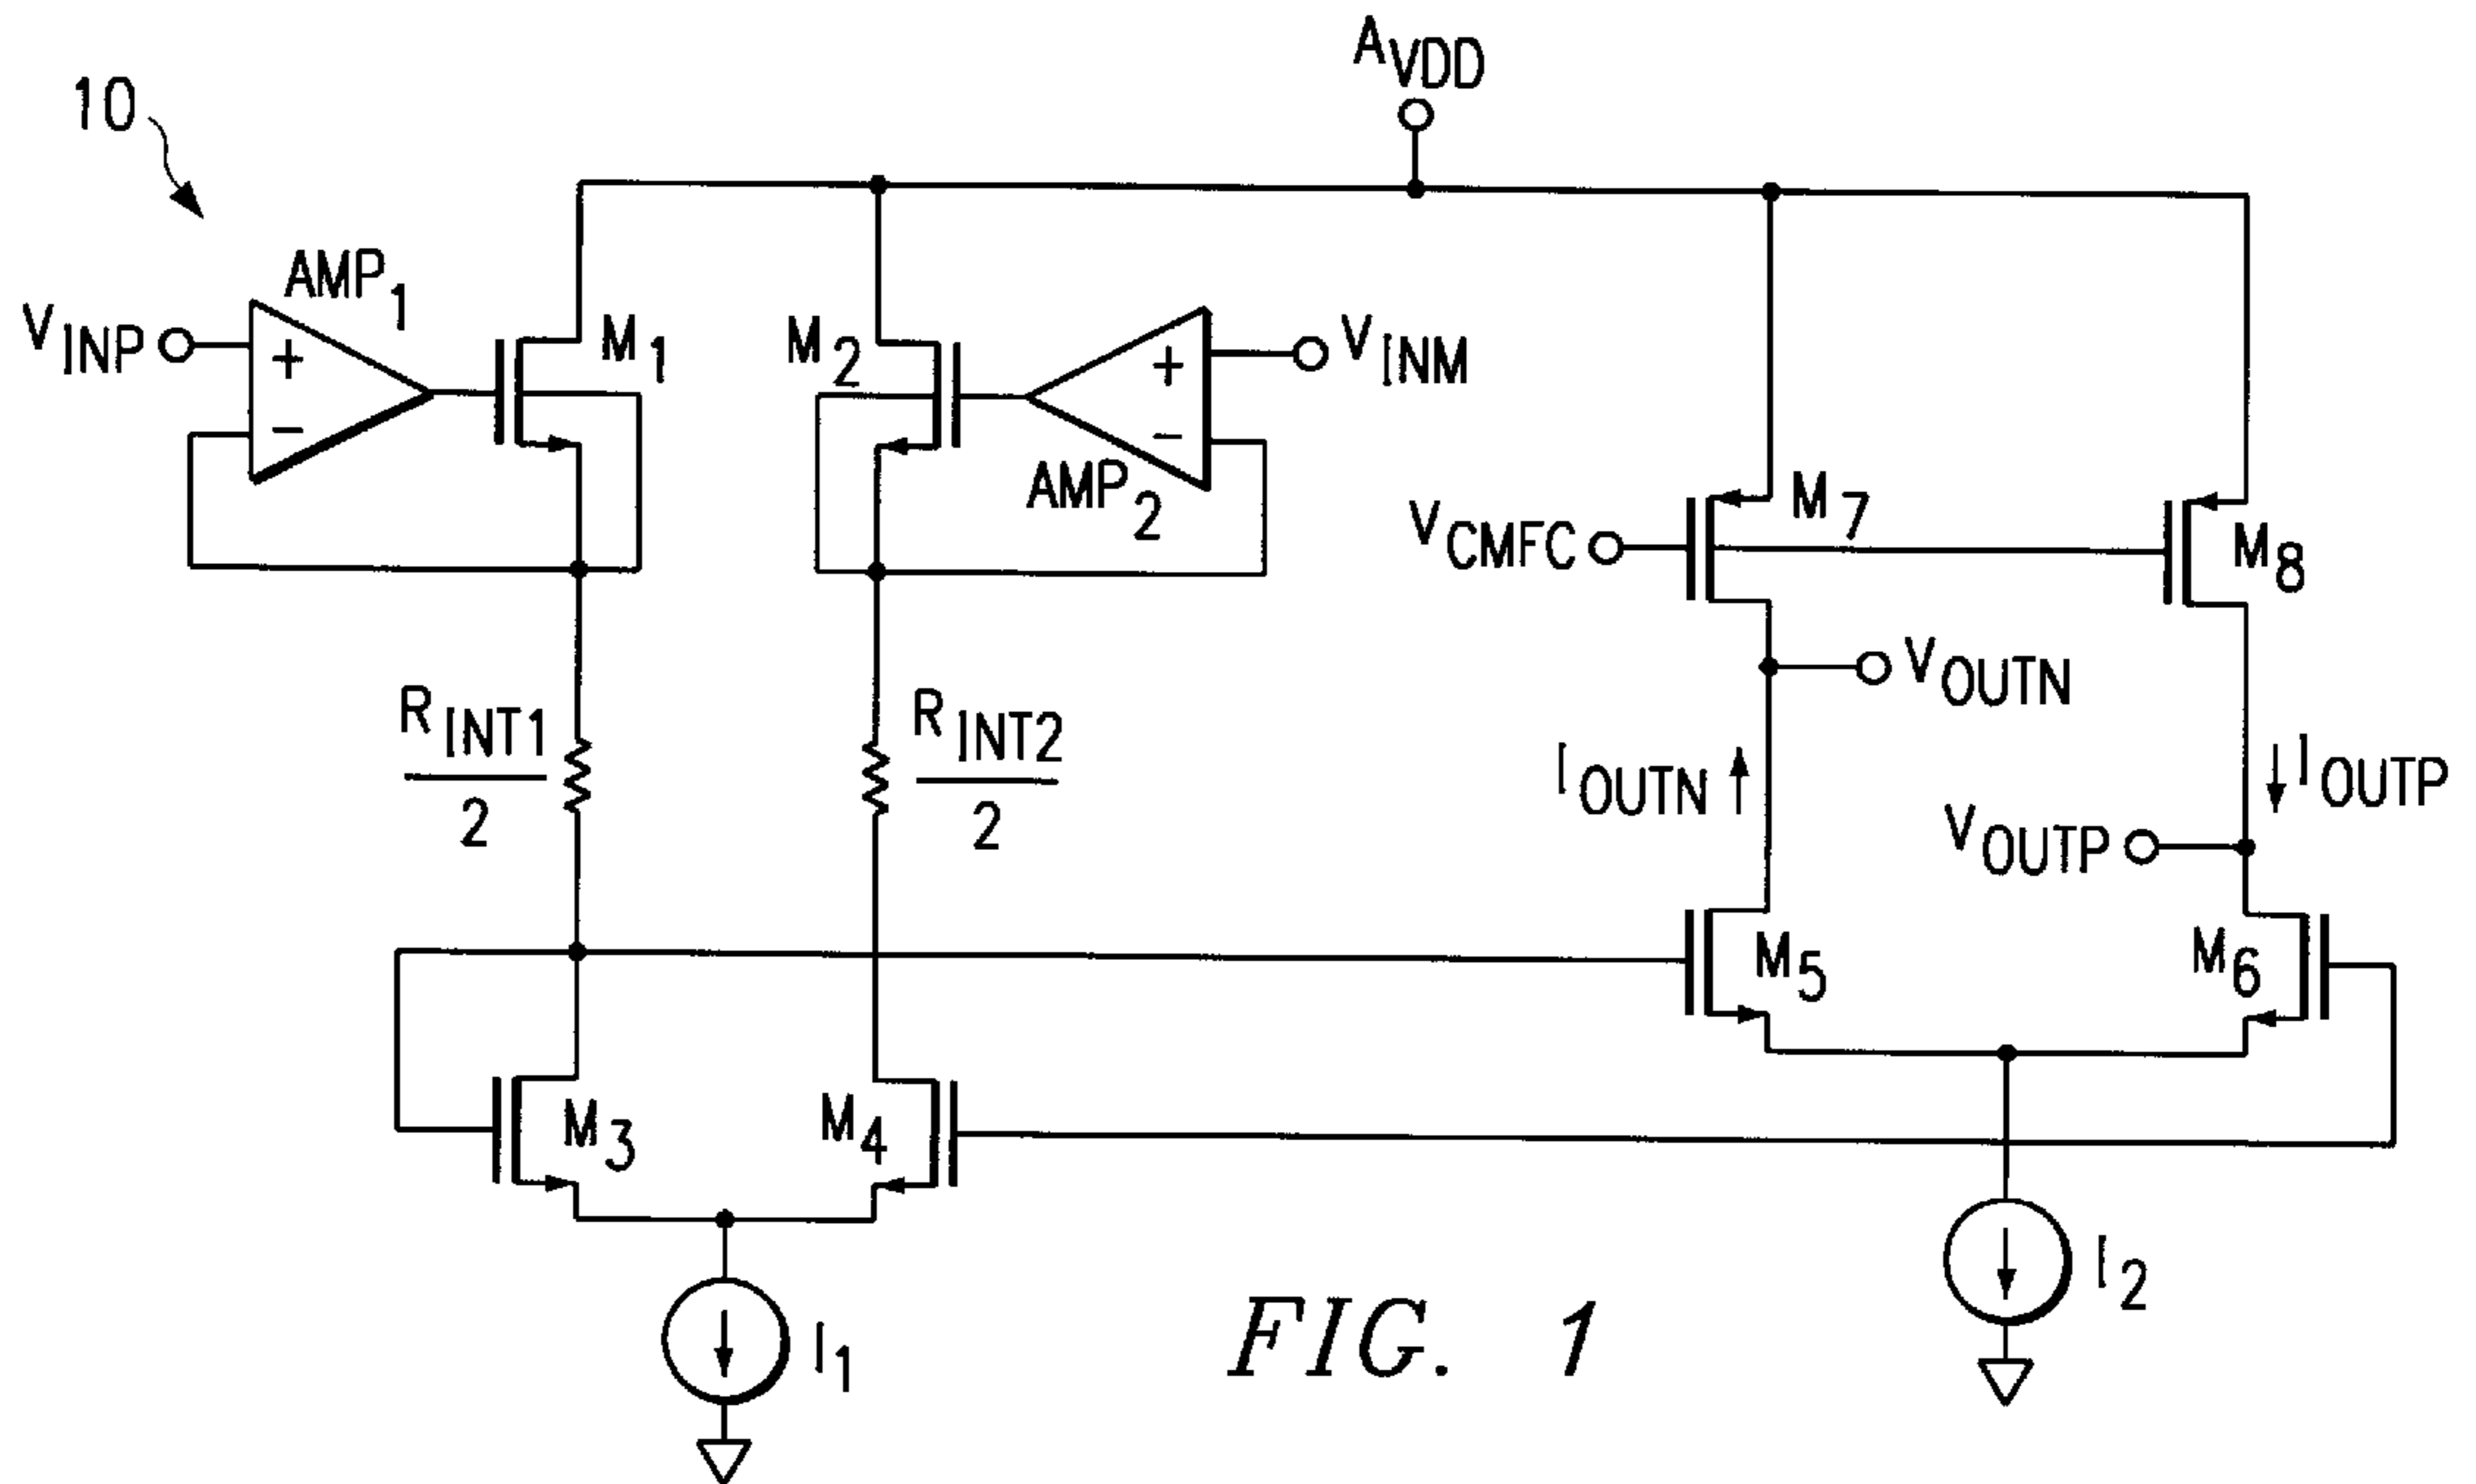 10
AVDD
AMP1
VINP
+
−
M1
M2
+
−
VINM
AMP2
VCMFC
M7
M8
RINT1
2
RINT2
2
VOUTN
IOUTN
IOUTP
VOUTP
M5
M6
M3
M4
I1
I2
FIG. 1